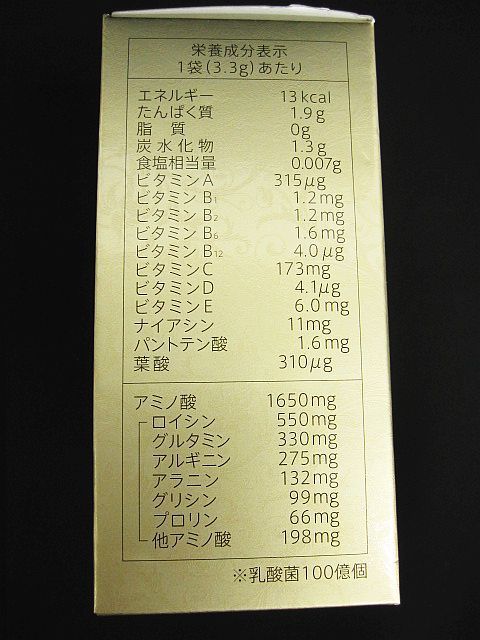 栄養成分表示
1袋(3.3g)あたり
エネルギー 13kcal
たんぱく質 1.9g
脂 質 0g
炭水化物 1.3g
食塩相当量 0.007g
ビタミンA 315μg
ビタミンB1 1.2mg
ビタミンB2 1.2mg
ビタミンB6 1.6mg
ビタミンB12 4.0μg
ビタミンC 173mg
ビタミンD 4.1μg
ビタミンE 6.0mg
ナイアシン 11mg
パントテン酸 1.6mg
葉酸 310μg
アミノ酸 1650mg
ロイシン 550mg
グルタミン 330mg
アルギニン 275mg
アラニン 132mg
グリシン 99mg
プロリン 66mg
他アミノ酸 198mg
※乳酸菌100億個